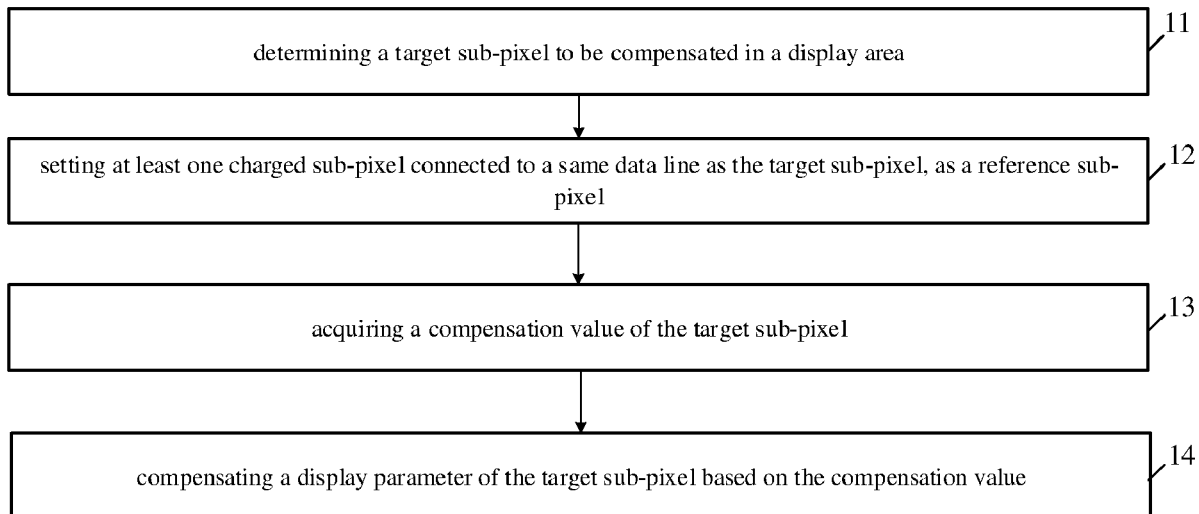 determining a target sub-pixel to be compensated in a display area
11
setting at least one charged sub-pixel connected to a same data line as the target sub-pixel, as a reference sub-
pixel
12
acquiring a compensation value of the target sub-pixel
13
compensating a display parameter of the target sub-pixel based on the compensation value
14